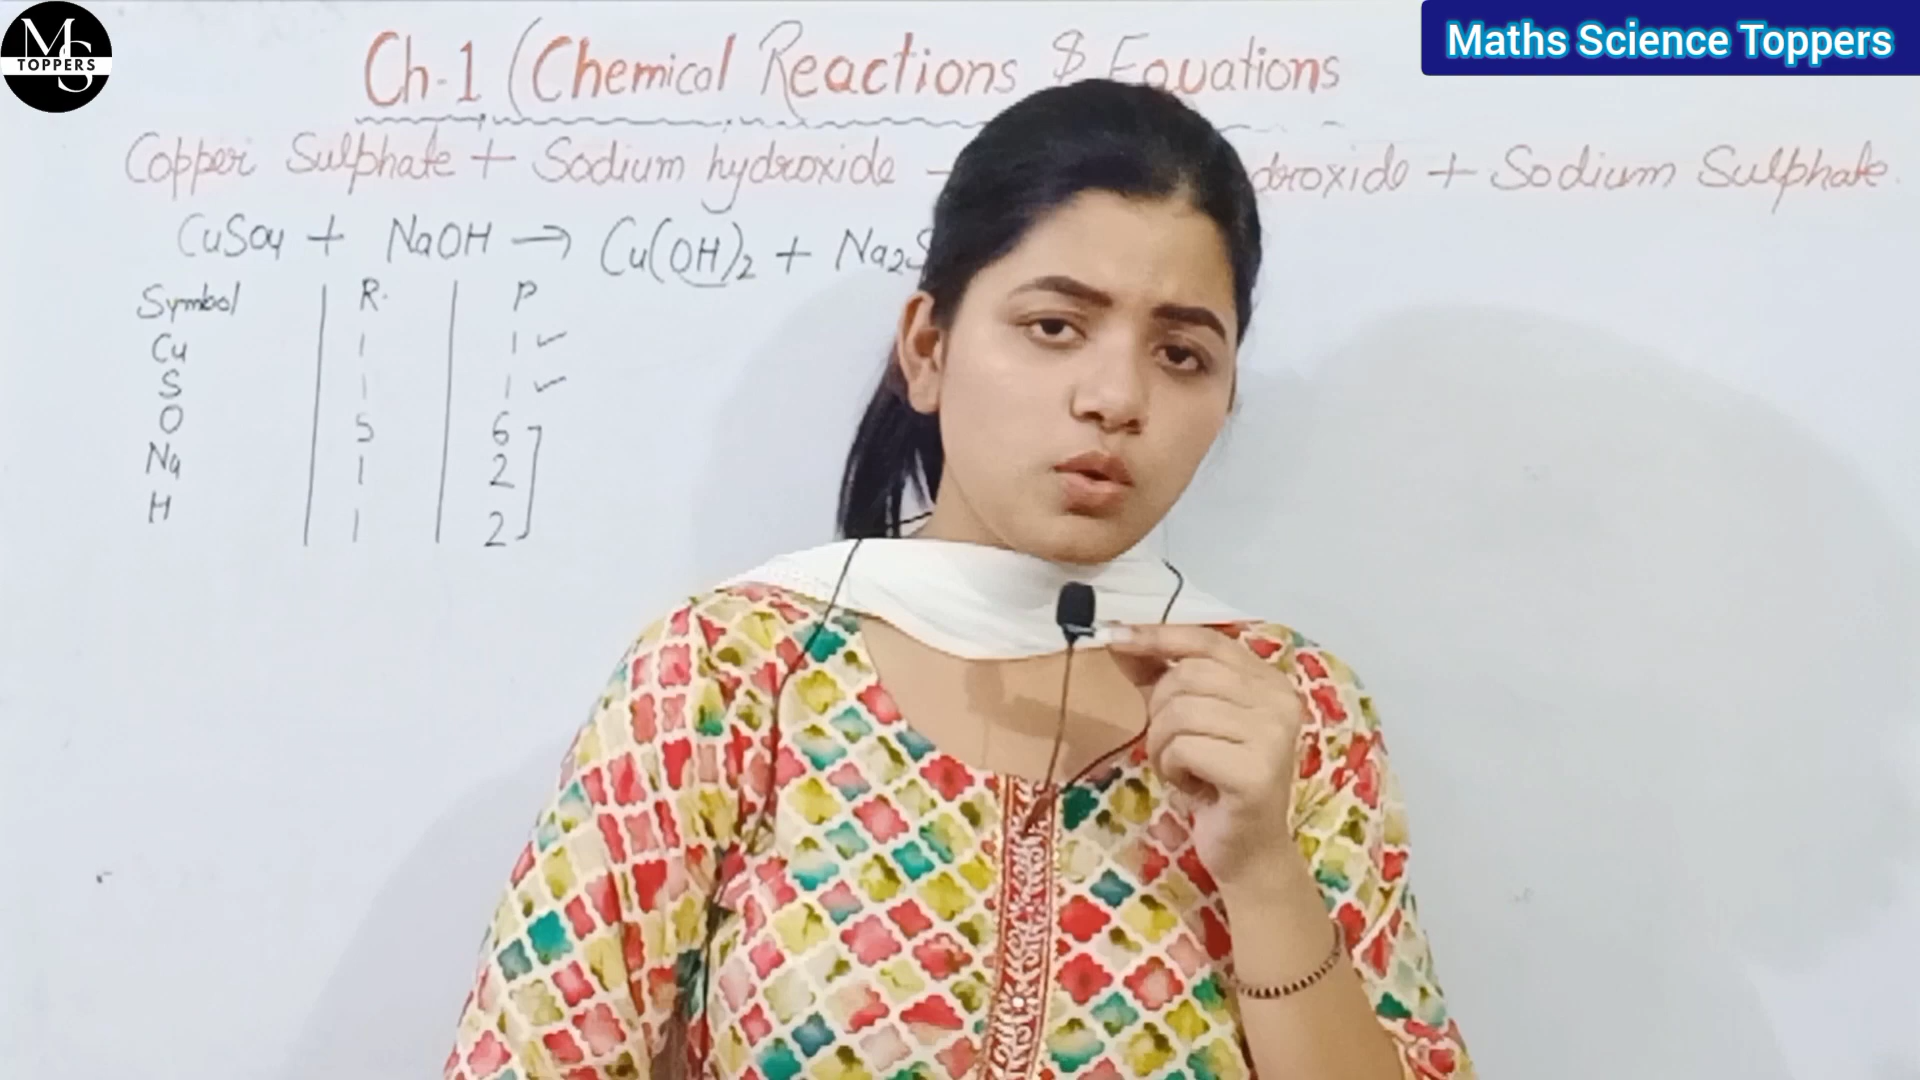 MS
TOPPERS
Maths Science Toppers
Ch-1 (Chemical Reactions & Equations
Copper Sulphate + Sodium hydroxide - droxide + Sodium Sulphate.
CuSO4 + NaOH → Cu(OH)2 + Na2S
Symbol R. P
Cu 1 1 ✓
S 1 1 ✓
O 5 6
Na 1 2
H 1 2